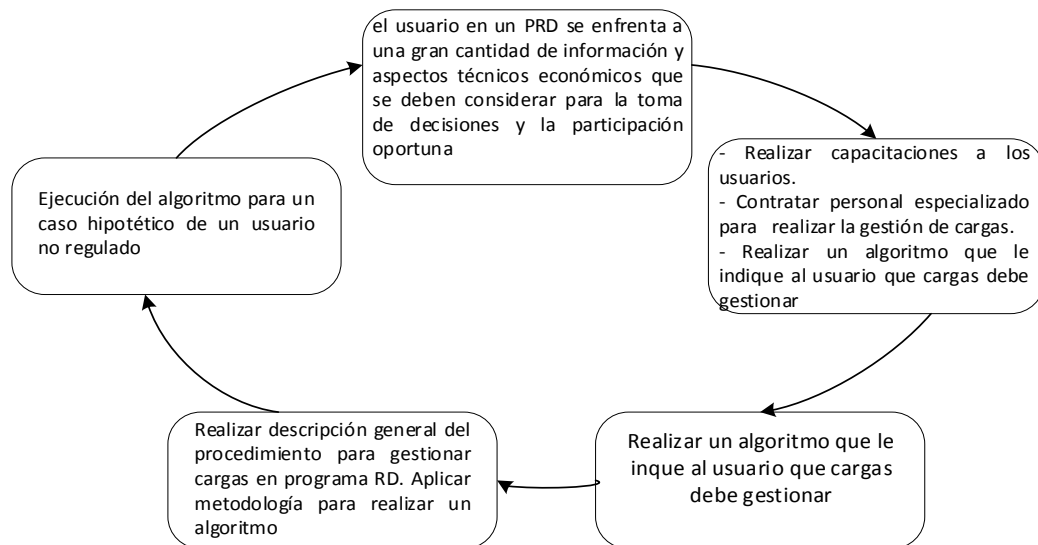 el usuario en un PRD se enfrenta a
una gran cantidad de información y
aspectos técnicos económicos que
se deben considerar para la toma
de decisiones y la participación
oportuna
- Realizar capacitaciones a los
usuarios.
- Contratar personal especializado
para realizar la gestión de cargas.
- Realizar un algoritmo que le
indique al usuario que cargas debe
gestionar
Realizar un algoritmo que le
inque al usuario que cargas
debe gestionar
Realizar descripción general del
procedimiento para gestionar
cargas en programa RD. Aplicar
metodología para realizar un
algoritmo
Ejecución del algoritmo para un
caso hipotético de un usuario
no regulado